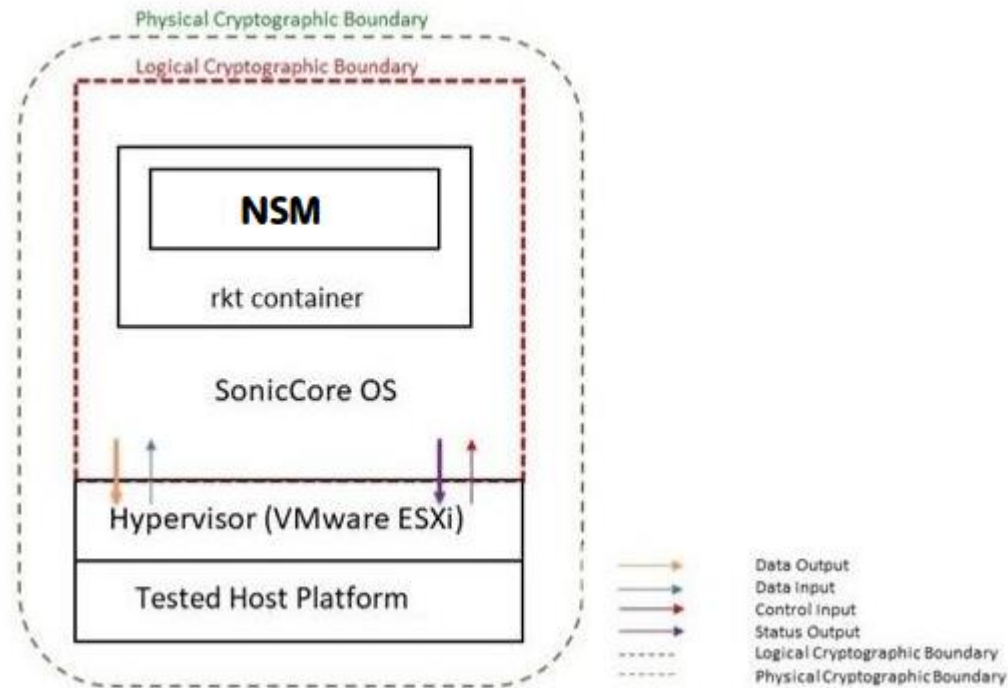 Physical Cryptographic Boundary
Logical Cryptographic Boundary
NSM
rkt container
SonicCore OS
Hypervisor (VMware ESXi)
Tested Host Platform
Data Output
Data Input
Control Input
Status Output
Logical Cryptographic Boundary
Physical Cryptographic Boundary